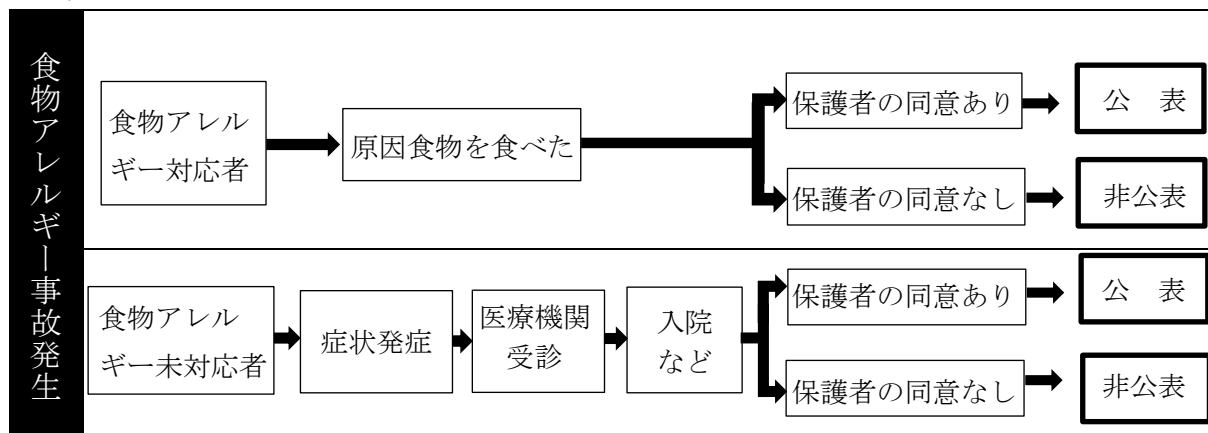 食物アレルギー事故発生
食物アレル
ギー対応者
原因食物を食べた
保護者の同意あり
公　表
保護者の同意なし
非公表
食物アレル
ギー未対応者
症状発症
医療機関
受診
入院
など
保護者の同意あり
公　表
保護者の同意なし
非公表